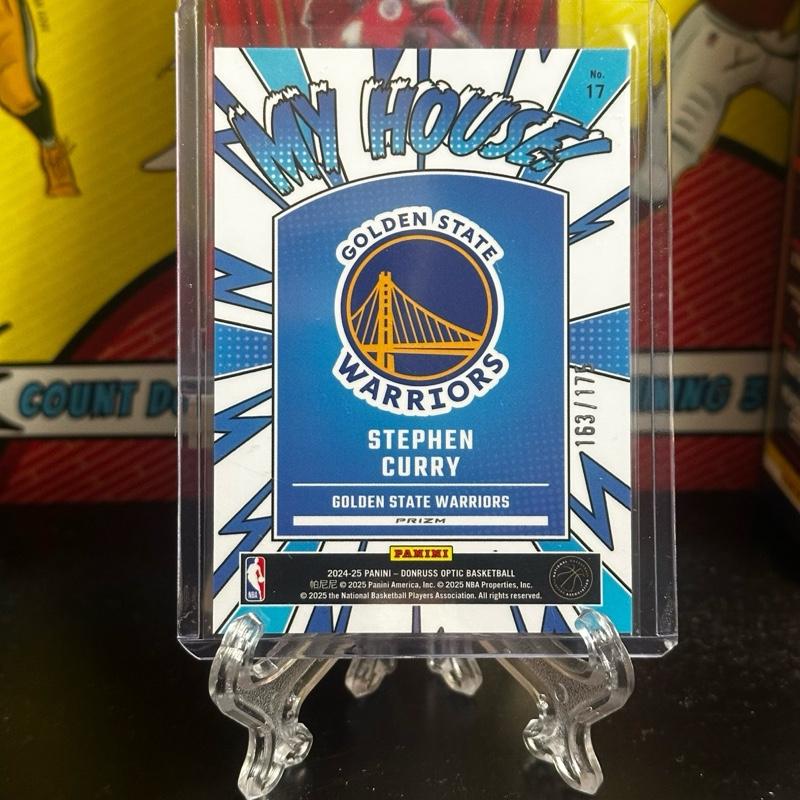 No.
17
MY HOUSE!
GOLDEN STATE
WARRIORS
STEPHEN
CURRY
GOLDEN STATE WARRIORS
PRIZM
163/175
PANINI
2024-25 PANINI – DONRUSS OPTIC BASKETBALL
帕尼尼 © 2025 Panini America, Inc. © 2025 NBA Properties, Inc.
© 2025 the National Basketball Players Association. All rights reserved.
NBA
COUNT